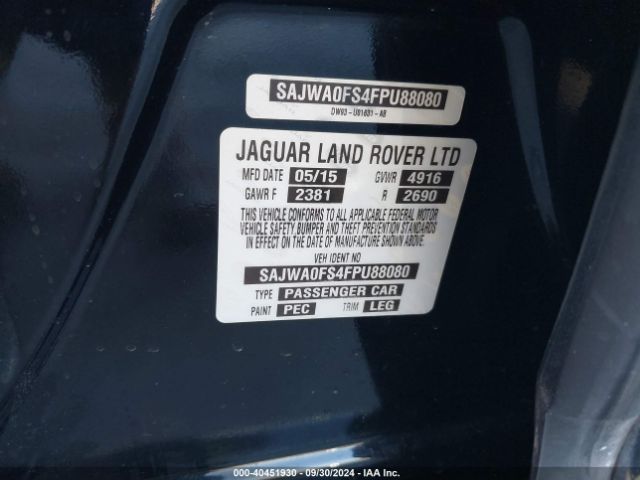 SAJWA0FS4FPU88080
DW93-U01G31-AB
JAGUAR LAND ROVER LTD
MFD DATE 05/15 GVWR 4916
GAWR F 2381 R 2690
THIS VEHICLE CONFORMS TO ALL APPLICABLE FEDERAL MOTOR
VEHICLE SAFETY, BUMPER AND THEFT PREVENTION STANDARDS
IN EFFECT ON THE DATE OF MANUFACTURE SHOWN ABOVE.
VEH IDENT NO
SAJWA0FS4FPU88080
TYPE PASSENGER CAR
PAINT PEC TRIM LEG
000-40451930 - 09/30/2024 - IAA Inc.